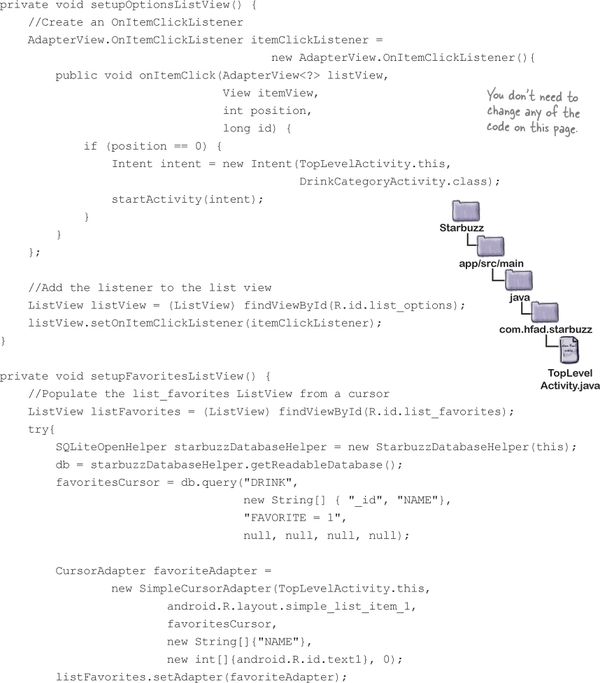 private void setupOptionsListView() {
//Create an OnItemClickListener
AdapterView.OnItemClickListener itemClickListener =
new AdapterView.OnItemClickListener(){
public void onItemClick(AdapterView<?> listView,
View itemView,
int position,
long id) {
You don't need to
change any of the
code on this page.
if (position == 0) {
Intent intent = new Intent(TopLevelActivity.this,
DrinkCategoryActivity.class);
startActivity(intent);
}
}
};
//Add the listener to the list view
ListView listView = (ListView) findViewById(R.id.list_options);
listView.setOnItemClickListener(itemClickListener);
}
Starbuzz
app/src/main
java
com.hfad.starbuzz
TopLevel
Activity.java
private void setupFavoritesListView() {
//Populate the list_favorites ListView from a cursor
ListView listFavorites = (ListView) findViewById(R.id.list_favorites);
try{
SQLiteOpenHelper starbuzzDatabaseHelper = new StarbuzzDatabaseHelper(this);
db = starbuzzDatabaseHelper.getReadableDatabase();
favoritesCursor = db.query("DRINK",
new String[] { "_id", "NAME"},
"FAVORITE = 1",
null, null, null, null);
CursorAdapter favoriteAdapter =
new SimpleCursorAdapter(TopLevelActivity.this,
android.R.layout.simple_list_item_1,
favoritesCursor,
new String[]{"NAME"},
new int[]{android.R.id.text1}, 0);
listFavorites.setAdapter(favoriteAdapter);